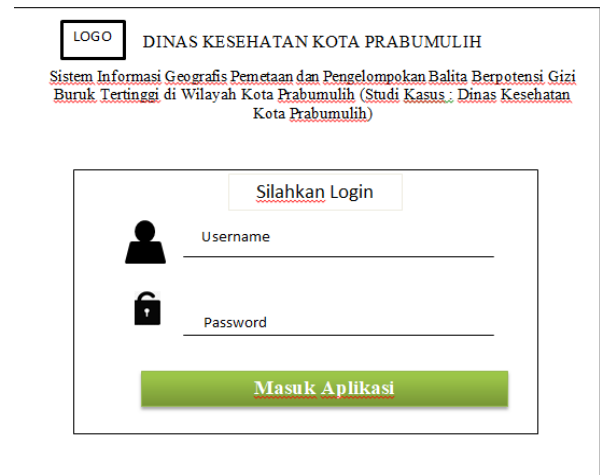 LOGO
DINAS KESEHATAN KOTA PRABUMULIH
Sistem Informasi Geografis Pemetaan dan Pengelompokan Balita Berpotensi Gizi
Buruk Tertinggi di Wilayah Kota Prabumulih (Studi Kasus : Dinas Kesehatan
Kota Prabumulih)
Silahkan Login
Username
Password
Masuk Aplikasi